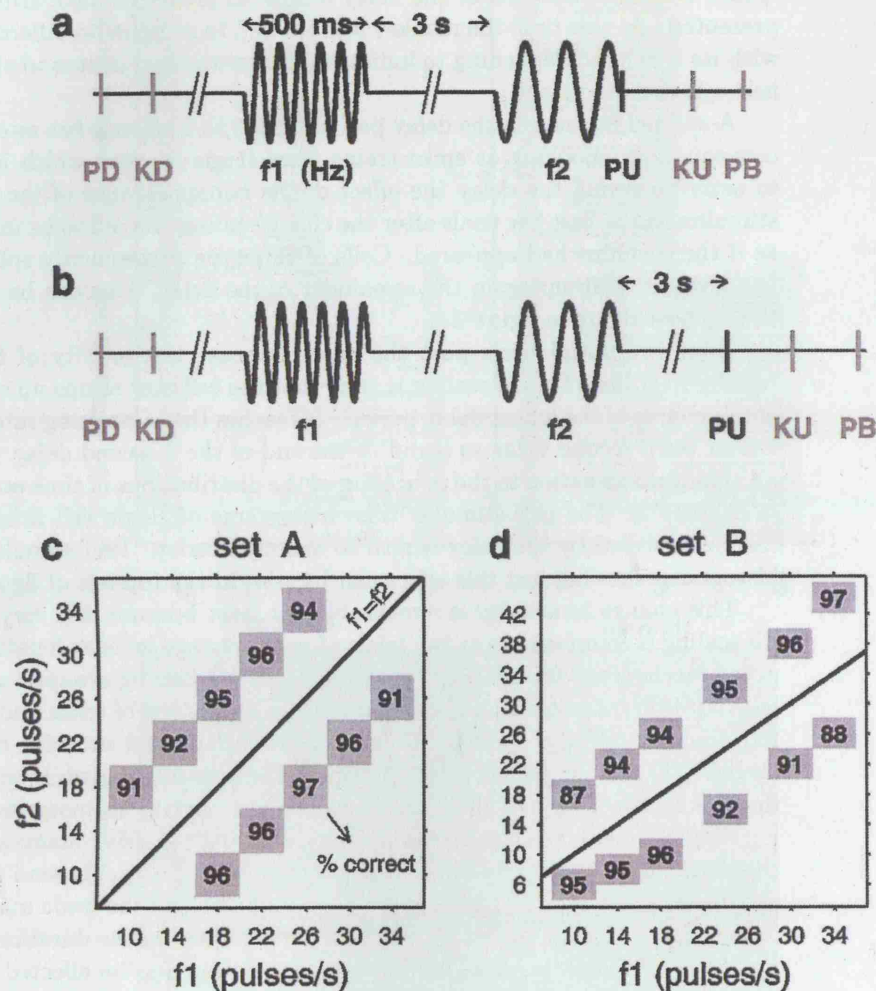 a
500 ms 3 s
f1 (Hz) f2 PU
PD KD KU PB
b
3 s
PD KD f1 f2 PU KU PB
c set A
f2 (pulses/s)
34
30
26
22
18
14
10
94
96
95 91
92 96
91 97
96
96
f1=f2
% correct
10 14 18 22 26 30 34
f1 (pulses/s)
d set B
42
38
34
30
26
22
18
14
10
6
97
96
95
94 88
94 91
87 92
96
95
95
10 14 18 22 26 30 34
f1 (pulses/s)